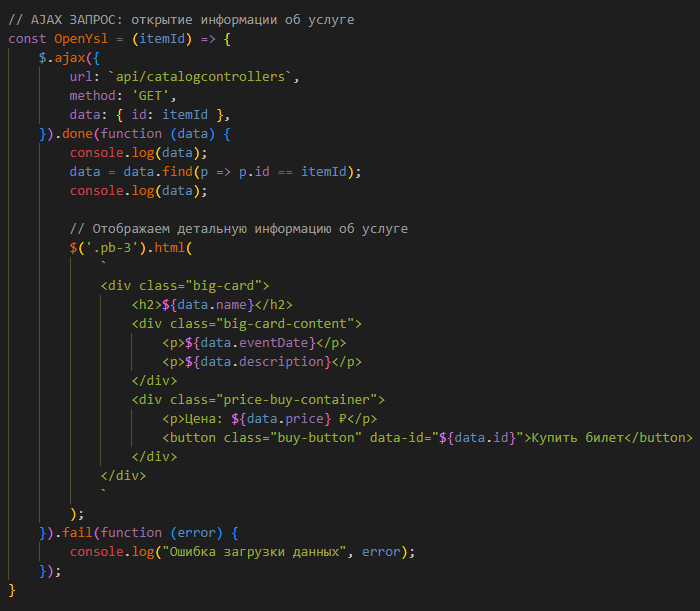 // AJAX ЗАПРОС: открытие информации об услуге
const OpenYsl = (itemId) => {
    $.ajax({
        url: `api/catalogcontrollers`,
        method: 'GET',
        data: { id: itemId },
    }).done(function (data) {
        console.log(data);
        data = data.find(p => p.id == itemId);
        console.log(data);

        // Отображаем детальную информацию об услуге
        $('.pb-3').html(
            `
            <div class="big-card">
                <h2>${data.name}</h2>
                <div class="big-card-content">
                    <p>${data.eventDate}</p>
                    <p>${data.description}</p>
                </div>
                <div class="price-buy-container">
                    <p>Цена: ${data.price} ₽</p>
                    <button class="buy-button" data-id="${data.id}">Купить билет</button>
                </div>
            </div>
            `
        );
    }).fail(function (error) {
        console.log("Ошибка загрузки данных", error);
    });
}